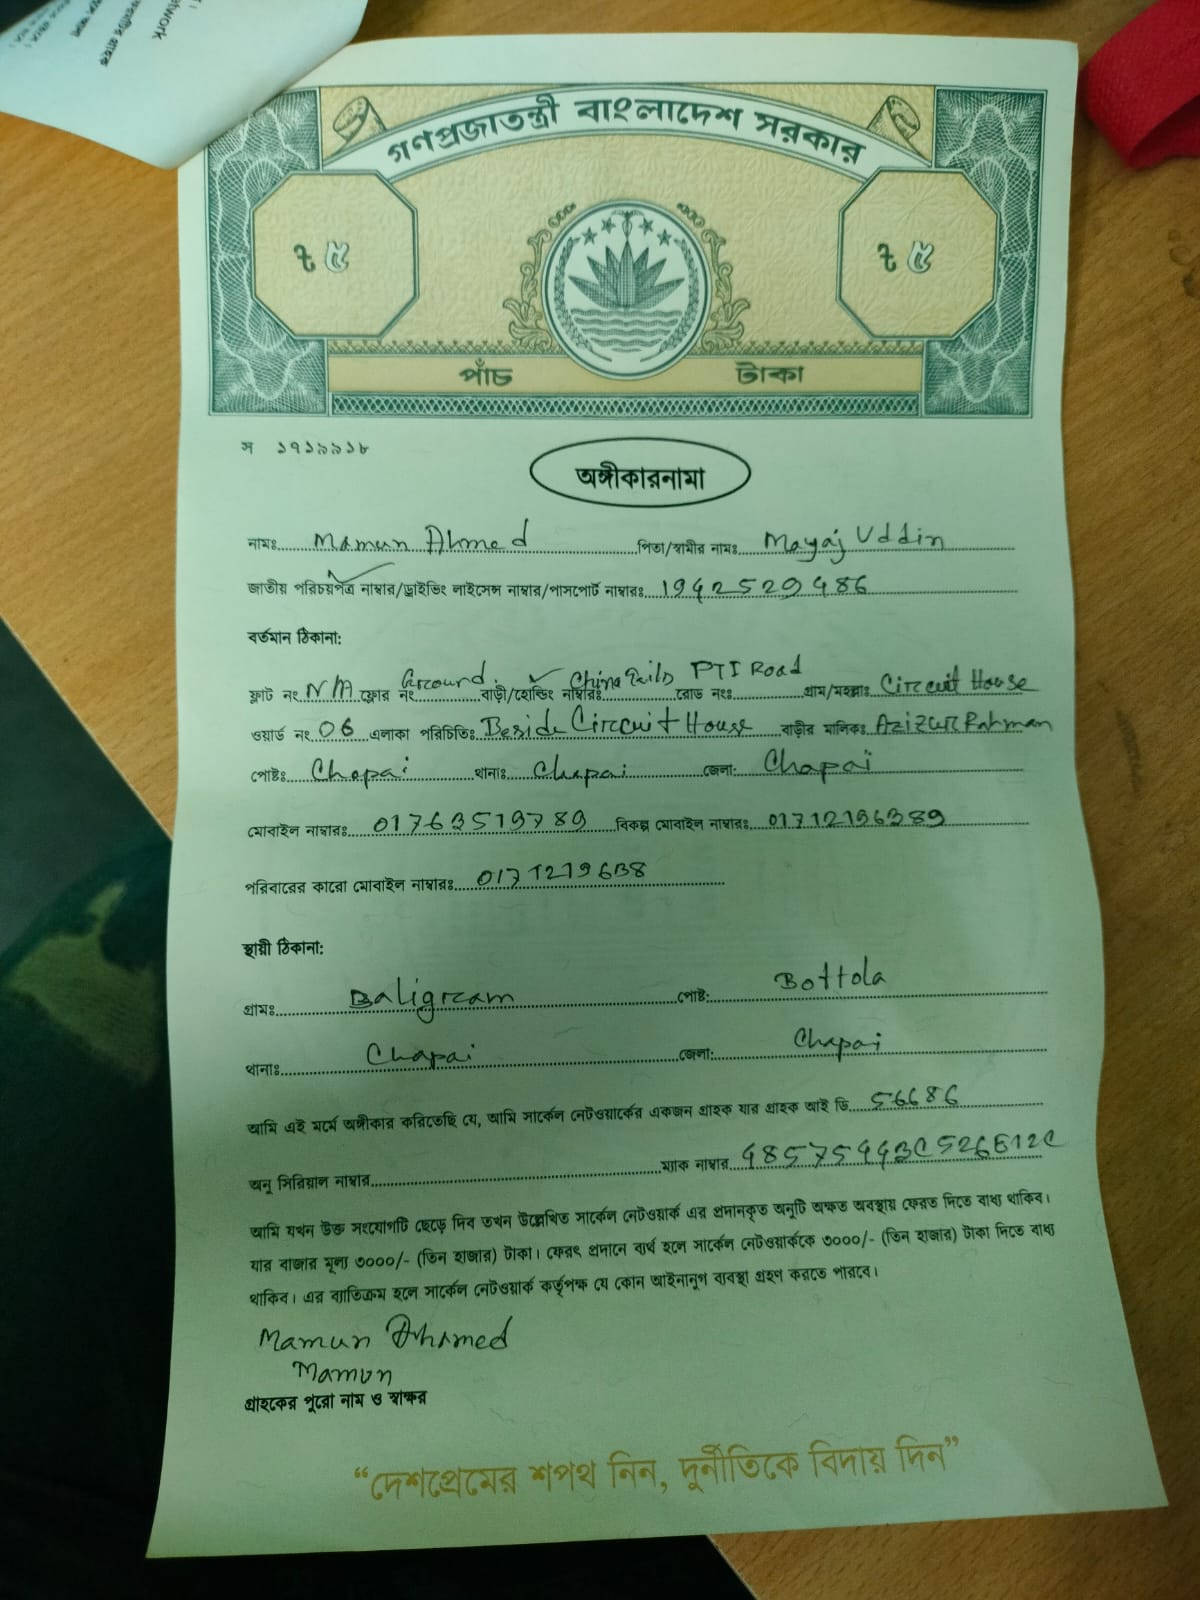 গণপ্রজাতন্ত্রী বাংলাদেশ সরকার
৳ ৫ ৳ ৫
পাঁচ টাকা
স ১৭১৯৯১৮
অঙ্গীকারনামা
নামঃ Mamun Ahmed পিতা/স্বামীর নামঃ Mayaj Uddin
জাতীয় পরিচয়পত্র নাম্বার/ড্রাইভিং লাইসেন্স নাম্বার/পাসপোর্ট নাম্বারঃ 1942529486
বর্তমান ঠিকানা:
ফ্লাট নং N/A ফ্লোর নং Ground বাড়ী/হোল্ডিং নাম্বারঃ রোড নংঃ PTI Road গ্রাম/মহল্লাঃ Circuit House
ওয়ার্ড নং 06 এলাকা পরিচিতিঃ Beside Circuit House বাড়ীর মালিকঃ Azizur Rahman
পোষ্টঃ Chapai থানাঃ Chapai জেলা: Chapai
মোবাইল নাম্বারঃ 01763519789 বিকল্প মোবাইল নাম্বারঃ 01712196389
পরিবারের কারো মোবাইল নাম্বারঃ
স্থায়ী ঠিকানা:
গ্রামঃ Baligram পোষ্ট: Bottola
থানাঃ Chapai জেলা: Chapai
আমি এই মর্মে অঙ্গীকার করিতেছি যে, আমি সার্কেল নেটওয়ার্কের একজন গ্রাহক যার গ্রাহক আই ডি 56686
অনু সিরিয়াল নাম্বার ম্যাক নাম্বার
আমি যখন উক্ত সংযোগটি ছেড়ে দিব তখন উল্লেখিত সার্কেল নেটওয়ার্ক এর প্রদানকৃত অনুটি অক্ষত অবস্থায় ফেরত দিতে বাধ্য থাকিব।
যার বাজার মূল্য ৩০০০/- (তিন হাজার) টাকা। ফেরৎ প্রদানে ব্যর্থ হলে সার্কেল নেটওয়ার্ককে ৩০০০/- (তিন হাজার) টাকা দিতে বাধ্য
থাকিব। এর ব্যাতিক্রম হলে সার্কেল নেটওয়ার্ক কর্তৃপক্ষ যে কোন আইনানুগ ব্যবস্থা গ্রহণ করতে পারবে।
Mamun Ahamed
Mamun
গ্রাহকের পুরো নাম ও স্বাক্ষর
“দেশপ্রেমের শপথ নিন, দুর্নীতিকে বিদায় দিন”